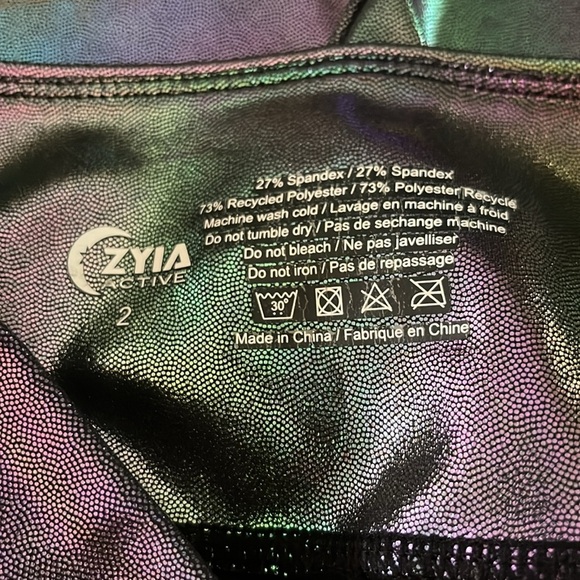 27% Spandex / 27% Spandex
73% Recycled Polyester / 73% Polyester Recycle
Machine wash cold / Lavage en machine à froid
Do not tumble dry / Pas de sechange machine
Do not bleach / Ne pas javelliser
Do not iron / Pas de repassage
ZYIA
ACTIVE
2
30°
Made in China / Fabrique en Chine